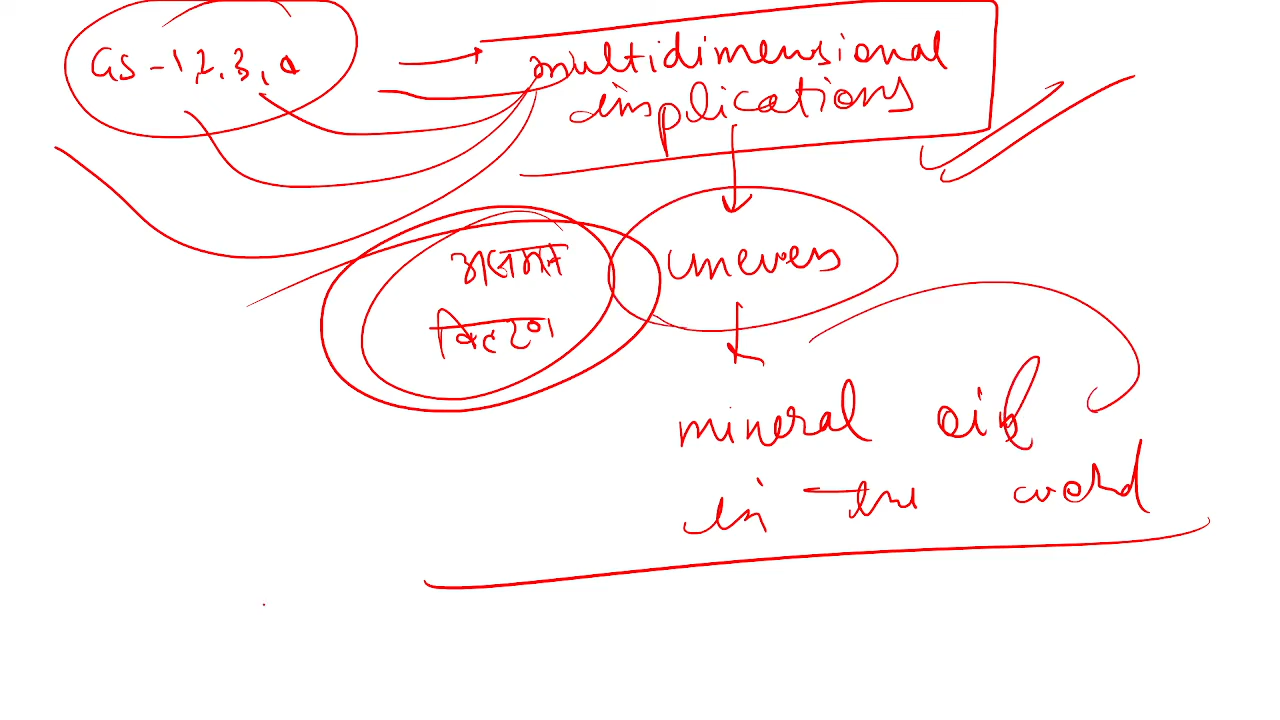 GS-1,2,3,4
multidimensional
implications
uneven
असमान
वितरण
mineral oil
in the world